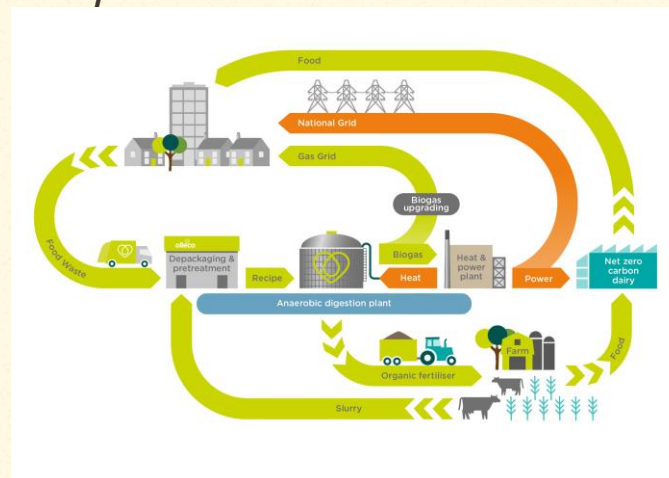 Food
National Grid
Gas Grid
Biogas
upgrading
Food Waste
olleco
Depackaging &
pretreatment
Recipe
Biogas
Heat
Heat &
power
plant
Power
Net zero
carbon
dairy
Anaerobic digestion plant
Organic fertiliser
Farm
Food
Slurry